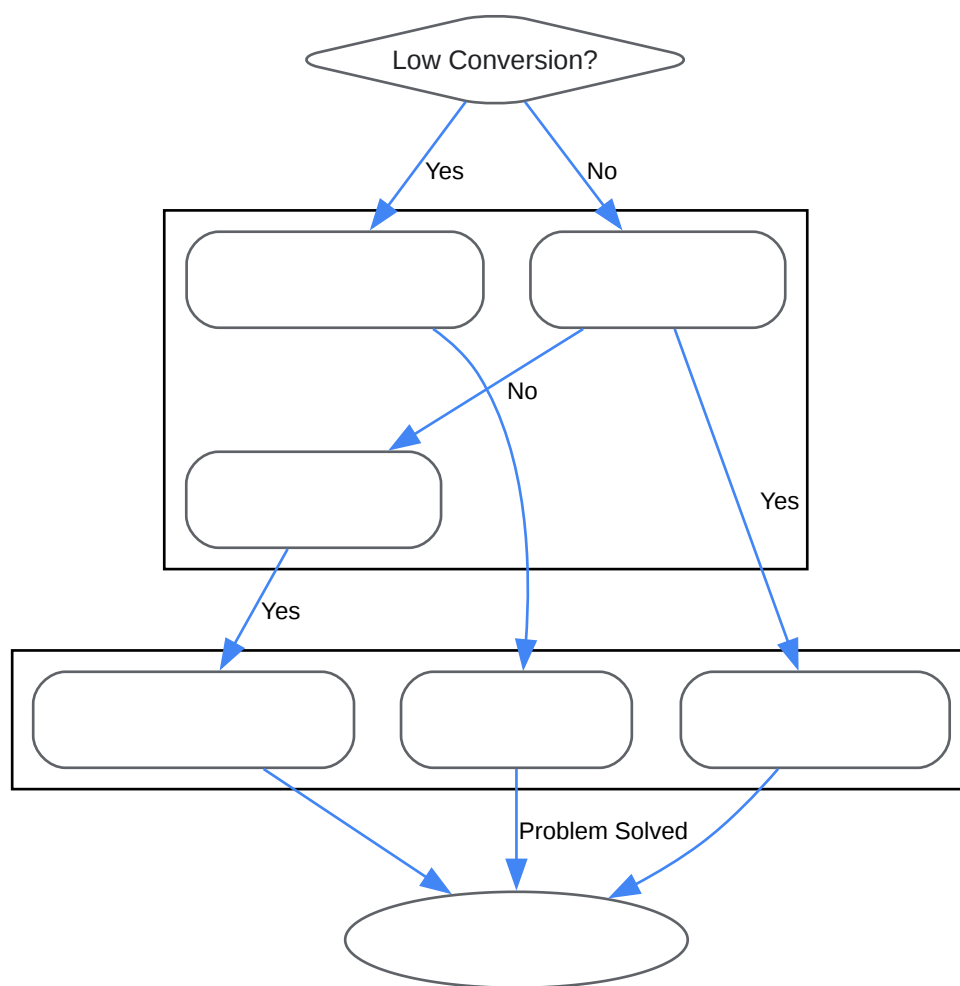 Low Conversion?
Yes
No
No
Yes
Yes
Problem Solved